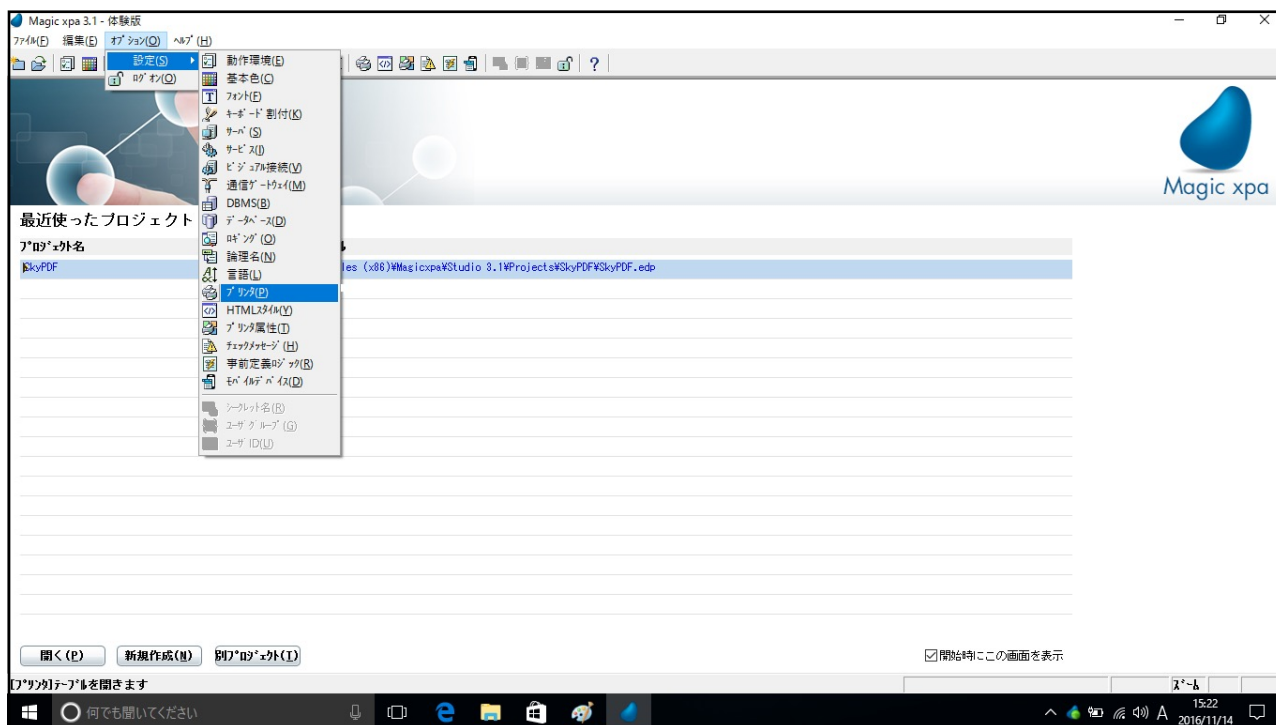 Magic xpa 3.1 - 体験版
ﾌｧｲﾙ(F) 編集(E) ｵﾌﾟｼｮﾝ(O) ﾍﾙﾌﾟ(H)
設定(S)
ﾛｸﾞｵﾝ(O)
動作環境(E)
基本色(C)
ﾌｫﾝﾄ(F)
ｷｰﾎﾞｰﾄﾞ割付(K)
ｻｰﾊﾞ(S)
ｻｰﾋﾞｽ(I)
ﾋﾞｼﾞｭｱﾙ接続(V)
通信ｹﾞｰﾄｳｪｲ(M)
DBMS(B)
ﾃﾞｰﾀﾍﾞｰｽ(D)
ﾛｷﾞﾝｸﾞ(O)
論理名(N)
言語(L)
ﾌﾟﾘﾝﾀ(P)
HTMLｽﾀｲﾙ(Y)
ﾌﾟﾘﾝﾀ属性(T)
ﾁｪｯｸﾒｯｾｰｼﾞ(H)
事前定義ﾛｼﾞｯｸ(R)
ﾓﾊﾞｲﾙﾃﾞﾊﾞｲｽ(D)
ｼｰｸﾚｯﾄ名(R)
ﾕｰｻﾞｸﾞﾙｰﾌﾟ(G)
ﾕｰｻﾞID(U)
Magic xpa
最近使ったプロジェクト
ﾌﾟﾛｼﾞｪｸﾄ名
SkyPDF les (x86)¥Magicxpa¥Studio 3.1¥Projects¥SkyPDF¥SkyPDF.edp
開く(P) 新規作成(N) 別ﾌﾟﾛｼﾞｪｸﾄ(I) 開始時にこの画面を表示
[ﾌﾟﾘﾝﾀ]ﾃｰﾌﾞﾙを開きます ｽﾞｰﾑ
何でも聞いてください A 15:22
2016/11/14